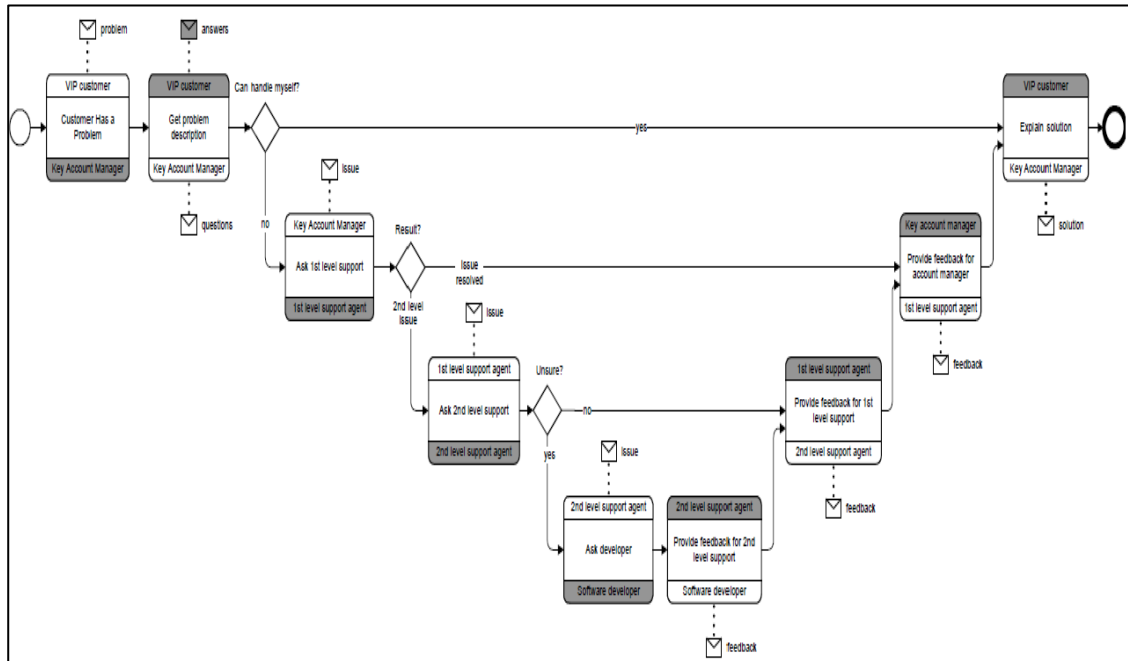 problem
answers
VIP customer
Customer Has a
Problem
Key Account Manager
VIP customer
Get problem
description
Key Account Manager
questions
Can handle myself?
yes
no
VIP customer
Explain solution
Key Account Manager
solution
Issue
Key Account Manager
Ask 1st level support
1st level support agent
Result?
Issue
resolved
2nd level
Issue
Key account manager
Provide feedback for
account manager
1st level support agent
feedback
Issue
1st level support agent
Ask 2nd level support
2nd level support agent
Unsure?
no
yes
1st level support agent
Provide feedback for 1st
level support
2nd level support agent
feedback
Issue
2nd level support agent
Ask developer
Software developer
2nd level support agent
Provide feedback for 2nd
level support
Software developer
feedback